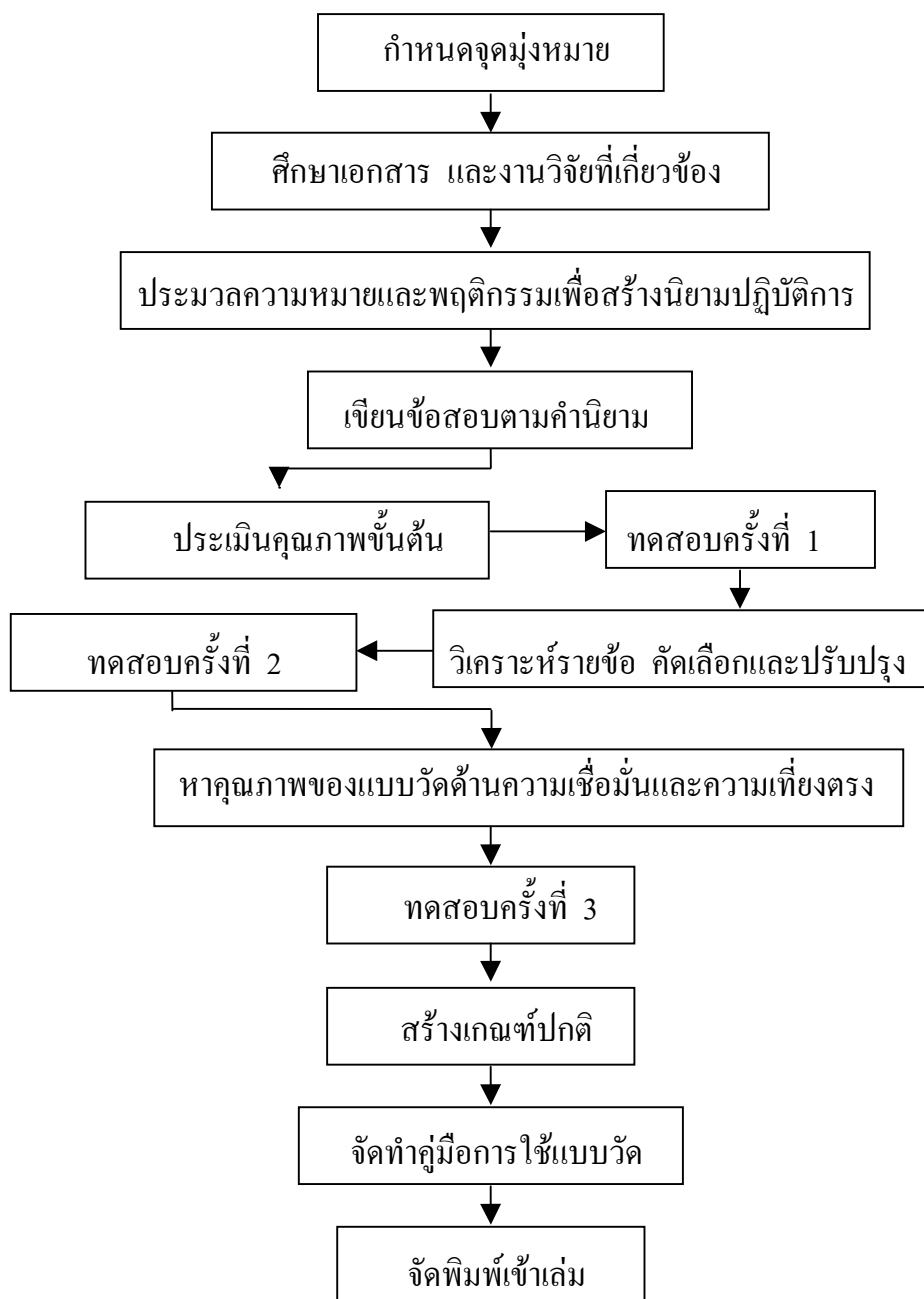 กำหนดจุดมุ่งหมาย
ศึกษาเอกสาร และงานวิจัยที่เกี่ยวข้อง
ประมวลความหมายและพฤติกรรมเพื่อสร้างนิยามปฏิบัติการ
เขียนข้อสอบตามคำนิยาม
ประเมินคุณภาพขั้นต้น
ทดสอบครั้งที่ 1
วิเคราะห์รายข้อ คัดเลือกและปรับปรุง
ทดสอบครั้งที่ 2
หาคุณภาพของแบบวัดด้านความเชื่อมั่นและความเที่ยงตรง
ทดสอบครั้งที่ 3
สร้างเกณฑ์ปกติ
จัดทำคู่มือการใช้แบบวัด
จัดพิมพ์เข้าเล่ม